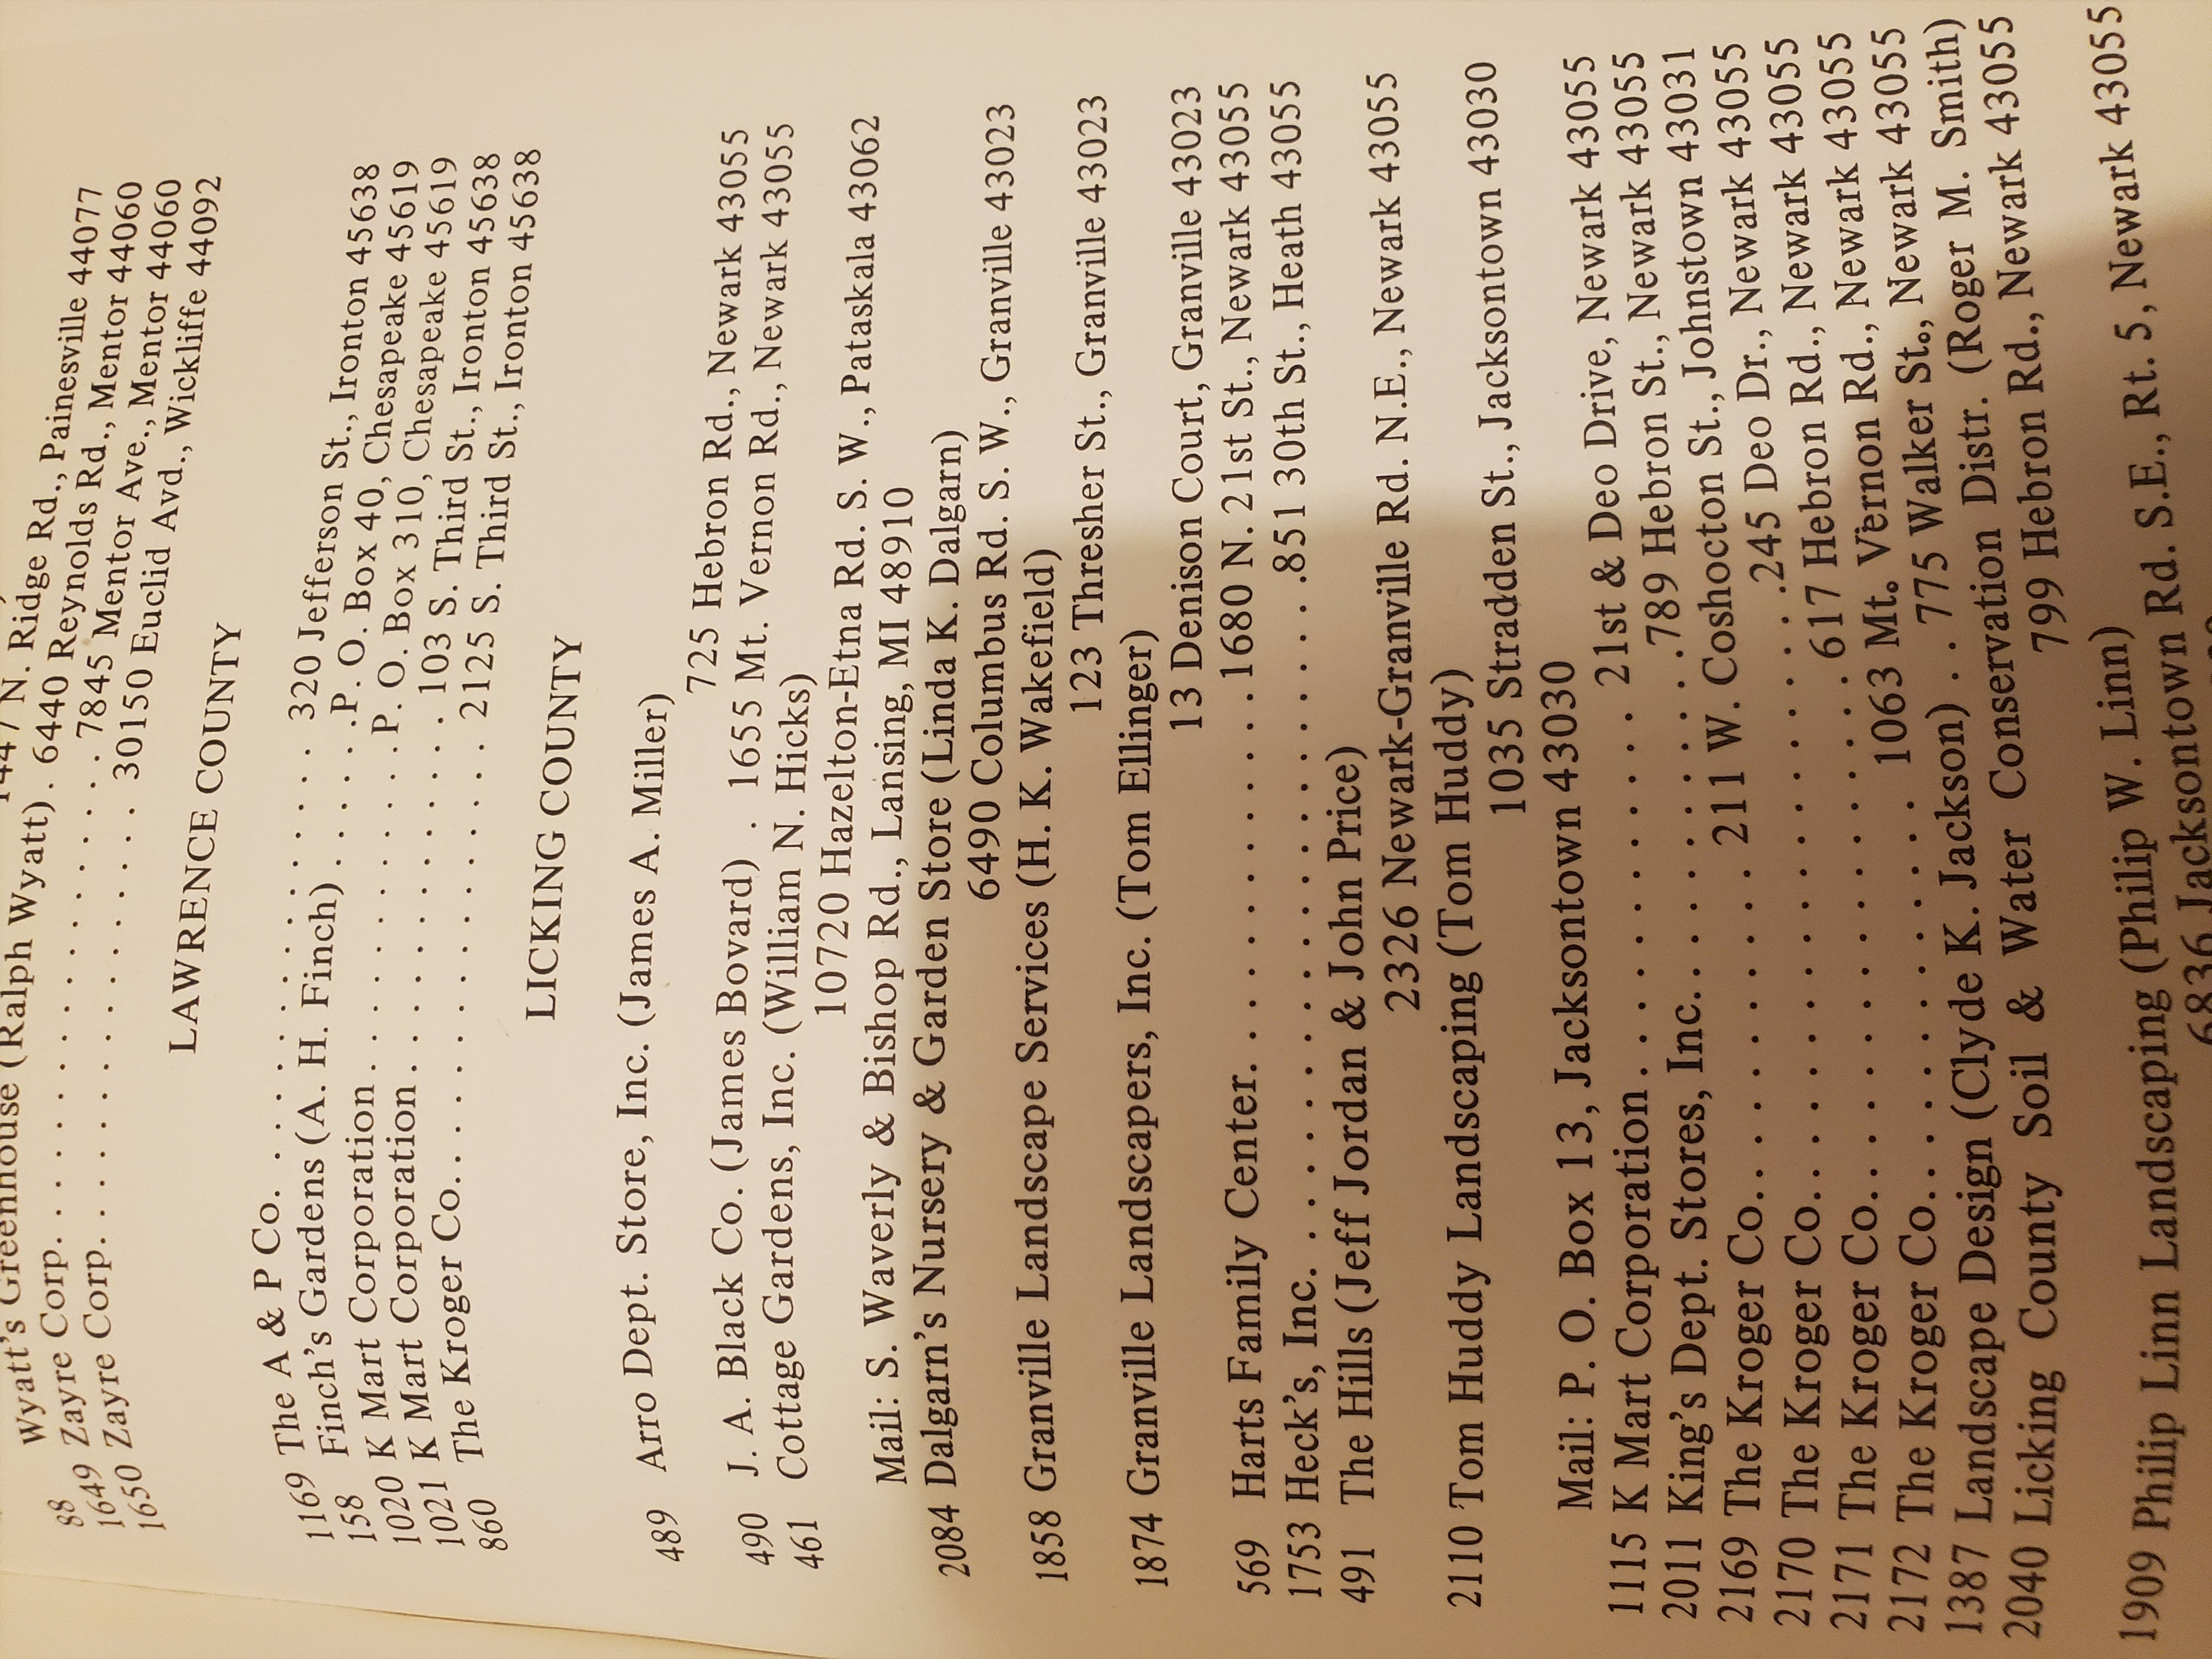 Wyatt's Greenhouse (Ralph Wyatt) . 6440 Reynolds Rd., Mentor 44060
N. Ridge Rd., Painesville 44077
88 Zayre Corp. . . . . . . . . . . . . . . 7845 Mentor Ave., Mentor 44060
1649 Zayre Corp. . . . . . . . . . . . . . 30150 Euclid Avd., Wickliffe 44092
1650
LAWRENCE COUNTY
1169 The A & P Co. . . . . . . . . . . . . . 320 Jefferson St., Ironton 45638
158 Finch's Gardens (A. H. Finch) . . . . . .P. O. Box 40, Chesapeake 45619
1020 K Mart Corporation . . . . . . . . . . . P. O. Box 310, Chesapeake 45619
1021 K Mart Corporation . . . . . . . . . . . . 103 S. Third St., Ironton 45638
860 The Kroger Co. . . . . . . . . . . . . . . 2125 S. Third St., Ironton 45638
LICKING COUNTY
489 Arro Dept. Store, Inc. (James A. Miller)
725 Hebron Rd., Newark 43055
490 J. A. Black Co. (James Bovard) . 1655 Mt. Vernon Rd., Newark 43055
461 Cottage Gardens, Inc. (William N. Hicks)
10720 Hazelton-Etna Rd. S. W., Pataskala 43062
Mail: S. Waverly & Bishop Rd., Lansing, MI 48910
2084 Dalgarn's Nursery & Garden Store (Linda K. Dalgarn)
6490 Columbus Rd. S. W., Granville 43023
1858 Granville Landscape Services (H. K. Wakefield)
123 Thresher St., Granville 43023
1874 Granville Landscapers, Inc. (Tom Ellinger)
13 Denison Court, Granville 43023
569 Harts Family Center. . . . . . . . . . . . 1680 N. 21st St., Newark 43055
1753 Heck's, Inc. . . . . . . . . . . . . . . . .851 30th St., Heath 43055
491 The Hills (Jeff Jordan & John Price)
2326 Newark-Granville Rd. N.E., Newark 43055
2110 Tom Huddy Landscaping (Tom Huddy)
1035 Stradden St., Jacksontown 43030
Mail: P. O. Box 13, Jacksontown 43030
1115 K Mart Corporation . . . . . . . . . . . . 21st & Deo Drive, Newark 43055
2011 King's Dept. Stores, Inc. . . . . . . . . . .789 Hebron St., Newark 43055
2169 The Kroger Co. . . . . . . . . 211 W. Coshocton St., Johnstown 43031
2170 The Kroger Co. . . . . . . . . . . . . . .245 Deo Dr., Newark 43055
2171 The Kroger Co. . . . . . . . . . . . . . 617 Hebron Rd., Newark 43055
2172 The Kroger Co. . . . . . . . . . . 1063 Mt. Vernon Rd., Newark 43055
1387 Landscape Design (Clyde K. Jackson) . . 775 Walker St., Newark 43055
2040 Licking County Soil & Water Conservation Distr. (Roger M. Smith)
799 Hebron Rd., Newark 43055
1909 Philip Linn Landscaping (Philip W. Linn)
6836 Jacksontown Rd. S.E., Rt. 5, Newark 43055